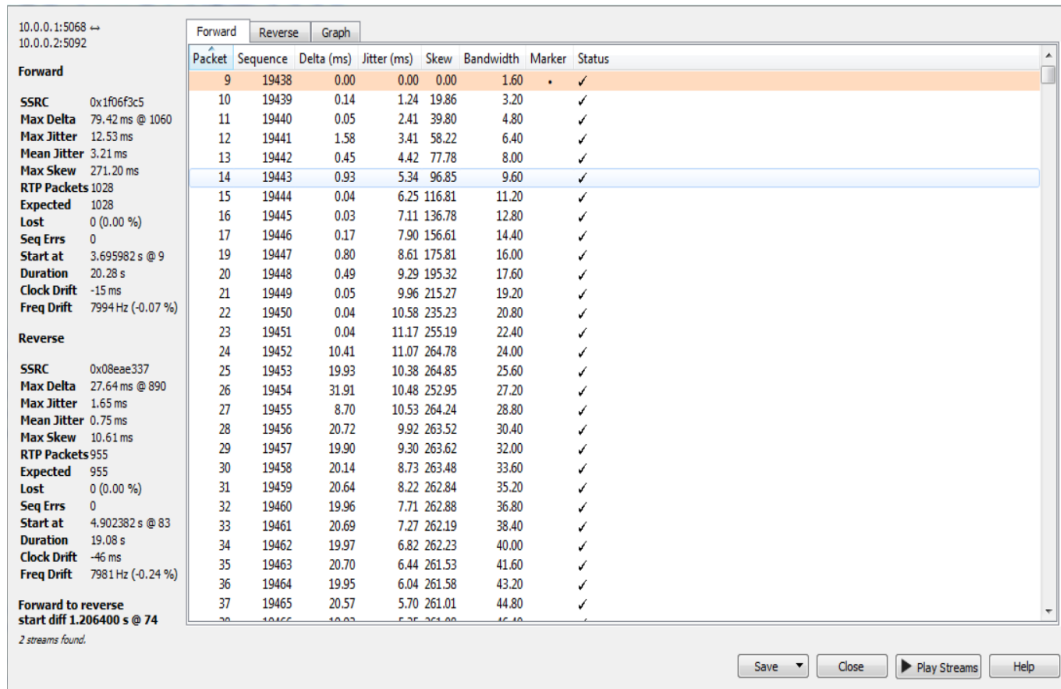 10.0.0.1:5068 ↔
10.0.0.2:5092
Forward
SSRC 0x1f06f3c5
Max Delta 79.42 ms @ 1060
Max Jitter 12.53 ms
Mean Jitter 3.21 ms
Max Skew 271.20 ms
RTP Packets 1028
Expected 1028
Lost 0 (0.00 %)
Seq Errs 0
Start at 3.695982 s @ 9
Duration 20.28 s
Clock Drift -15 ms
Freq Drift 7994 Hz (-0.07 %)
Reverse
SSRC 0x08eae337
Max Delta 27.64 ms @ 890
Max Jitter 1.65 ms
Mean Jitter 0.75 ms
Max Skew 10.61 ms
RTP Packets 955
Expected 955
Lost 0 (0.00 %)
Seq Errs 0
Start at 4.902382 s @ 83
Duration 19.08 s
Clock Drift -46 ms
Freq Drift 7981 Hz (-0.24 %)
Forward to reverse
start diff 1.206400 s @ 74
2 streams found.
Forward Reverse Graph
Packet Sequence Delta (ms) Jitter (ms) Skew Bandwidth Marker Status
9 19438 0.00 0.00 0.00 1.60 • ✓
10 19439 0.14 1.24 19.86 3.20 ✓
11 19440 0.05 2.41 39.80 4.80 ✓
12 19441 1.58 3.41 58.22 6.40 ✓
13 19442 0.45 4.42 77.78 8.00 ✓
14 19443 0.93 5.34 96.85 9.60 ✓
15 19444 0.04 6.25 116.81 11.20 ✓
16 19445 0.03 7.11 136.78 12.80 ✓
17 19446 0.17 7.90 156.61 14.40 ✓
19 19447 0.80 8.61 175.81 16.00 ✓
20 19448 0.49 9.29 195.32 17.60 ✓
21 19449 0.05 9.96 215.27 19.20 ✓
22 19450 0.04 10.58 235.23 20.80 ✓
23 19451 0.04 11.17 255.19 22.40 ✓
24 19452 10.41 11.07 264.78 24.00 ✓
25 19453 19.93 10.38 264.85 25.60 ✓
26 19454 31.91 10.48 252.95 27.20 ✓
27 19455 8.70 10.53 264.24 28.80 ✓
28 19456 20.72 9.92 263.52 30.40 ✓
29 19457 19.90 9.30 263.62 32.00 ✓
30 19458 20.14 8.73 263.48 33.60 ✓
31 19459 20.64 8.22 262.84 35.20 ✓
32 19460 19.96 7.71 262.88 36.80 ✓
33 19461 20.69 7.27 262.19 38.40 ✓
34 19462 19.97 6.82 262.23 40.00 ✓
35 19463 20.70 6.44 261.53 41.60 ✓
36 19464 19.95 6.04 261.58 43.20 ✓
37 19465 20.57 5.70 261.01 44.80 ✓
Save Close Play Streams Help